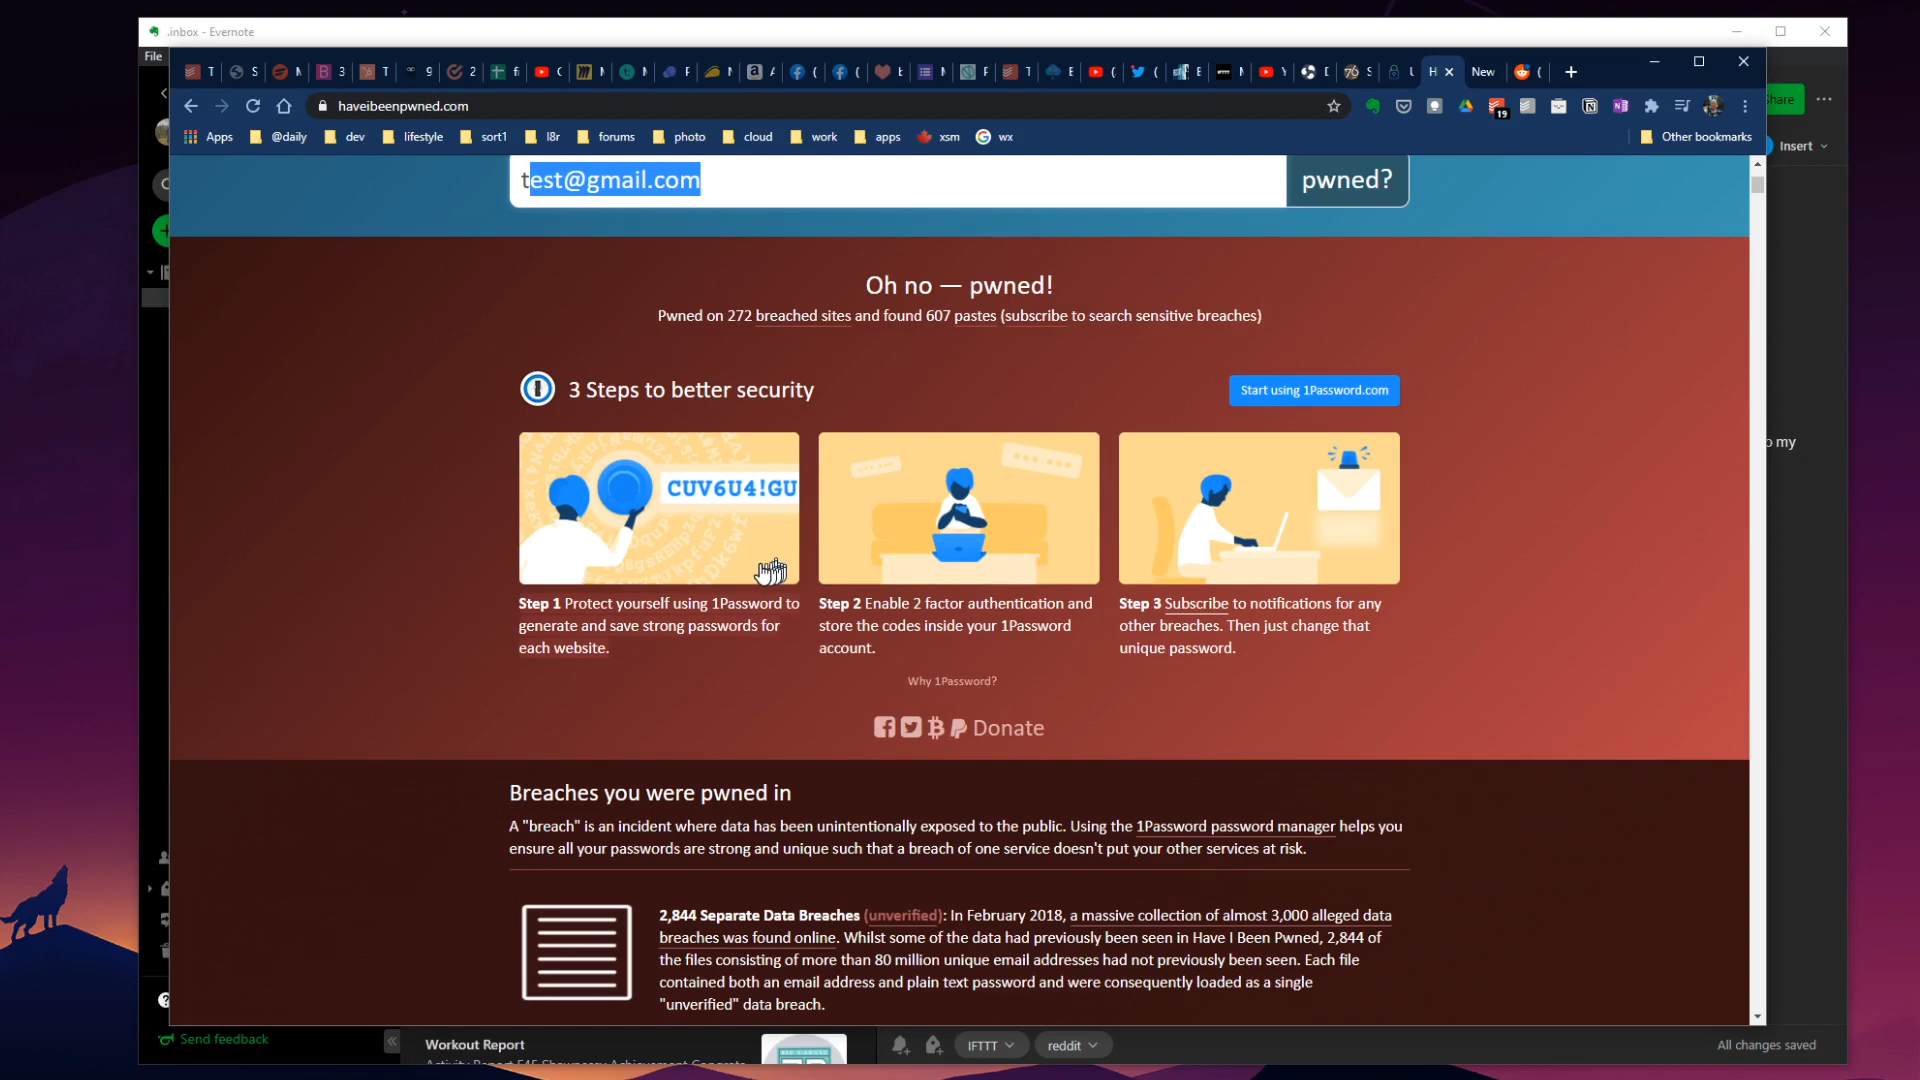 .inbox - Evernote
File
haveibeenpwned.com
19
Share
Apps
@daily
dev
lifestyle
sort1
l8r
forums
photo
cloud
work
apps
xsm
wx
Other bookmarks
Insert
test@gmail.com
pwned?
Oh no — pwned!
Pwned on 272 breached sites and found 607 pastes (subscribe to search sensitive breaches)
3 Steps to better security
Start using 1Password.com
CUV6U4!GU
o my
Step 1 Protect yourself using 1Password to
generate and save strong passwords for
each website.
Step 2 Enable 2 factor authentication and
store the codes inside your 1Password
account.
Step 3 Subscribe to notifications for any
other breaches. Then just change that
unique password.
Why 1Password?
Donate
Breaches you were pwned in
A "breach" is an incident where data has been unintentionally exposed to the public. Using the 1Password password manager helps you
ensure all your passwords are strong and unique such that a breach of one service doesn't put your other services at risk.
2,844 Separate Data Breaches (unverified): In February 2018, a massive collection of almost 3,000 alleged data
breaches was found online. Whilst some of the data had previously been seen in Have I Been Pwned, 2,844 of
the files consisting of more than 80 million unique email addresses had not previously been seen. Each file
contained both an email address and plain text password and were consequently loaded as a single
"unverified" data breach.
Send feedback
Workout Report
IFTTT
reddit
All changes saved